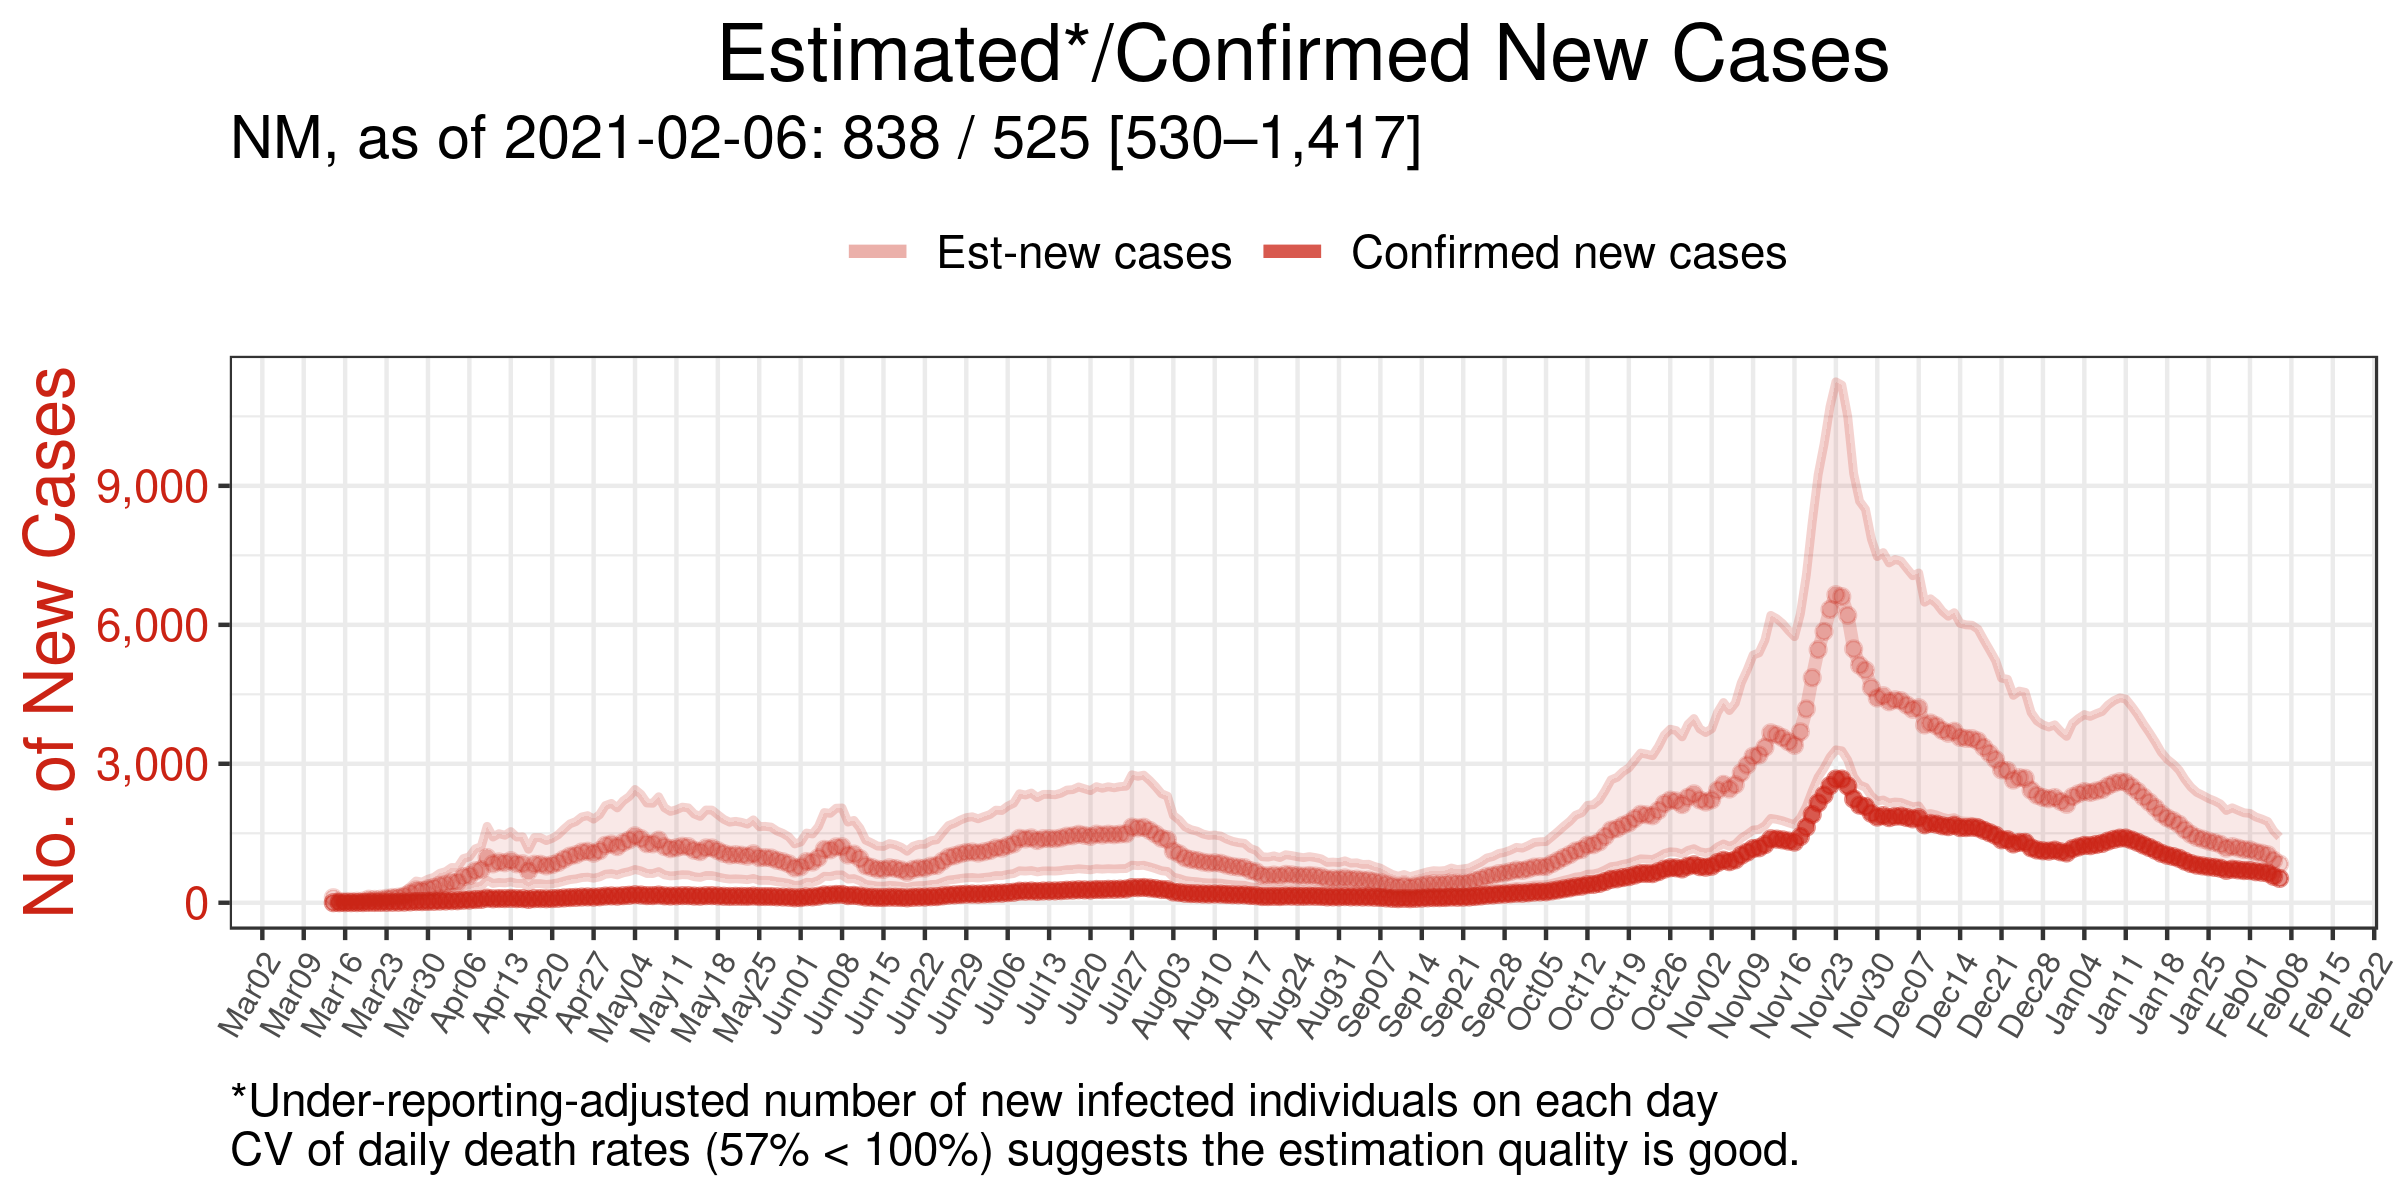 Estimated*/Confirmed New Cases
NM, as of 2021-02-06: 838 / 525 [530–1,417]
Est-new cases
Confirmed new cases
No. of New Cases
9,000
6,000
3,000
0
Mar02
Mar09
Mar16
Mar23
Mar30
Apr06
Apr13
Apr20
Apr27
May04
May11
May18
May25
Jun01
Jun08
Jun15
Jun22
Jun29
Jul06
Jul13
Jul20
Jul27
Aug03
Aug10
Aug17
Aug24
Aug31
Sep07
Sep14
Sep21
Sep28
Oct05
Oct12
Oct19
Oct26
Nov02
Nov09
Nov16
Nov23
Nov30
Dec07
Dec14
Dec21
Dec28
Jan04
Jan11
Jan18
Jan25
Feb01
Feb08
Feb15
Feb22
*Under-reporting-adjusted number of new infected individuals on each day
CV of daily death rates (57% < 100%) suggests the estimation quality is good.